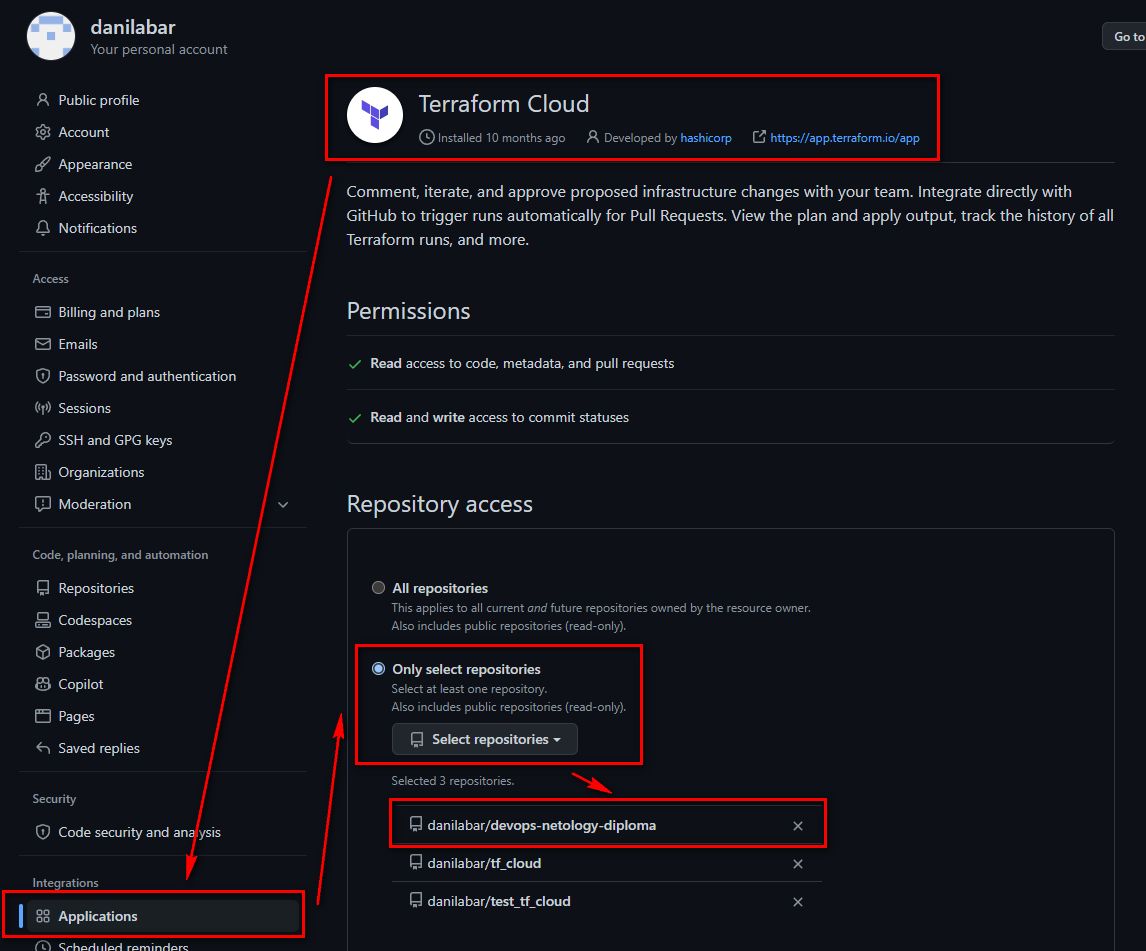 danilabar
Your personal account
Go to
Public profile
Account
Appearance
Accessibility
Notifications
Access
Billing and plans
Emails
Password and authentication
Sessions
SSH and GPG keys
Organizations
Moderation
Code, planning, and automation
Repositories
Codespaces
Packages
Copilot
Pages
Saved replies
Security
Code security and analysis
Integrations
Applications
Scheduled reminders
Terraform Cloud
Installed 10 months ago Developed by hashicorp https://app.terraform.io/app
Comment, iterate, and approve proposed infrastructure changes with your team. Integrate directly with
GitHub to trigger runs automatically for Pull Requests. View the plan and apply output, track the history of all
Terraform runs, and more.
Permissions
Read access to code, metadata, and pull requests
Read and write access to commit statuses
Repository access
All repositories
This applies to all current and future repositories owned by the resource owner.
Also includes public repositories (read-only).
Only select repositories
Select at least one repository.
Also includes public repositories (read-only).
Select repositories
Selected 3 repositories.
danilabar/devops-netology-diploma
danilabar/tf_cloud
danilabar/test_tf_cloud